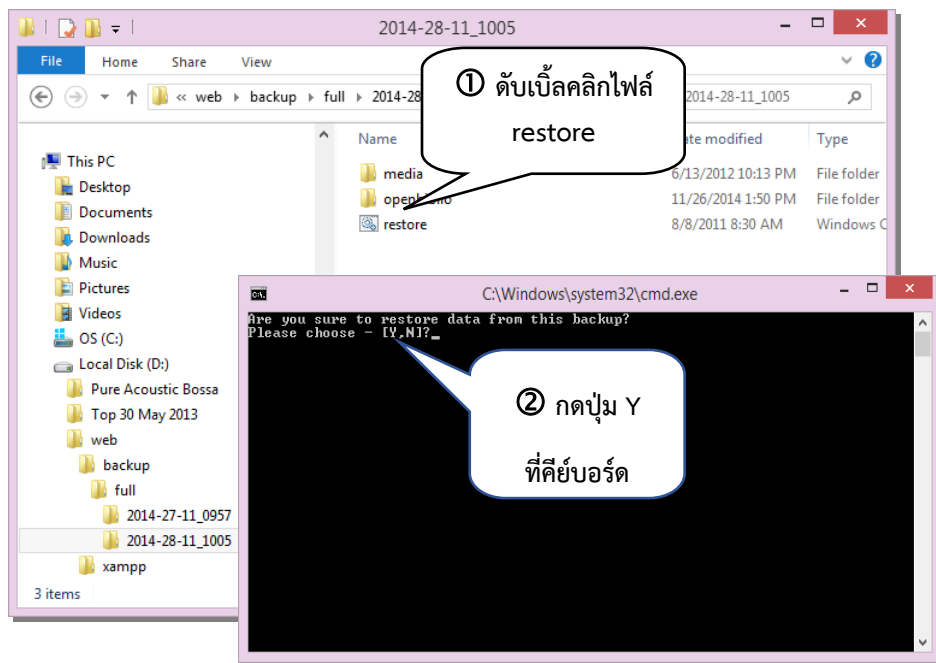 2014-28-11_1005
File Home Share View
« web backup full 2014-28
2014-28-11_1005
① ดับเบิ้ลคลิกไฟล์
restore
Name
modified
Type
This PC
Desktop
Documents
Downloads
Music
Pictures
Videos
OS (C:)
Local Disk (D:)
Pure Acoustic Bossa
Top 30 May 2013
web
backup
full
2014-27-11_0957
2014-28-11_1005
xampp
3 items
media 6/13/2012 10:13 PM File folder
11/26/2014 1:50 PM File folder
restore 8/8/2011 8:30 AM Windows C
C:\Windows\system32\cmd.exe
Are you sure to restore data from this backup?
Please choose - [Y,N]?_
② กดปุ่ม Y
ที่คีย์บอร์ด